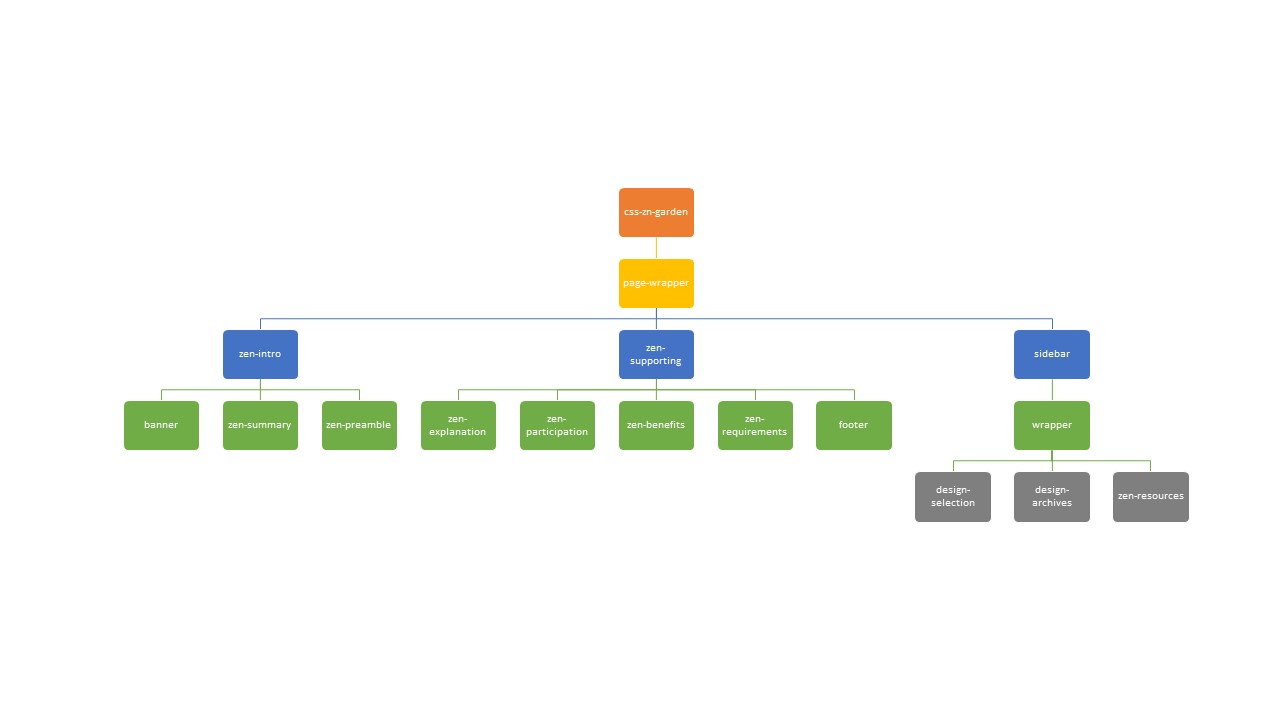 css-zn-garden
page-wrapper
zen-intro
zen-
supporting
sidebar
banner
zen-summary
zen-preamble
zen-
explanation
zen-
participation
zen-benefits
zen-
requirements
footer
wrapper
design-
selection
design-
archives
zen-resources